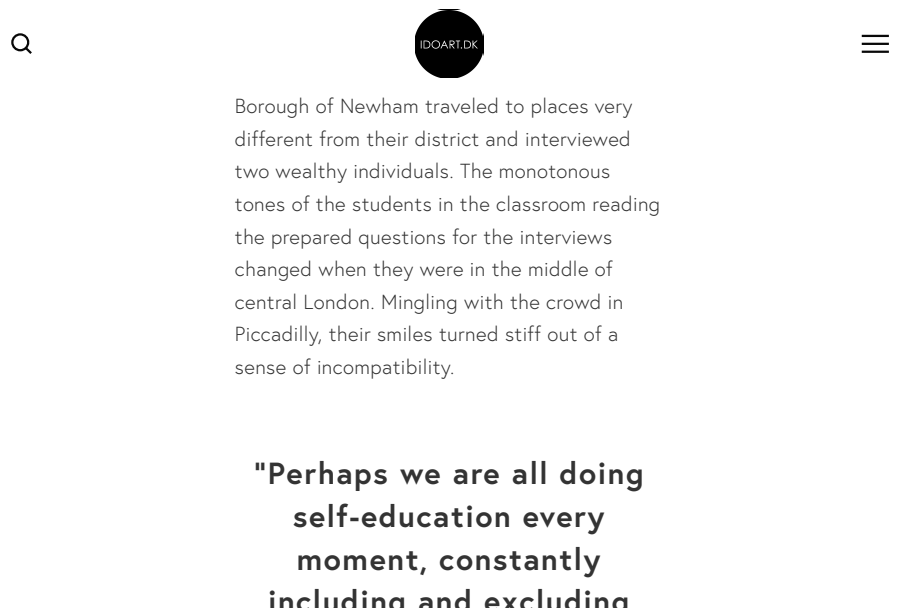 IDOART.DK
Borough of Newham traveled to places very
different from their district and interviewed
two wealthy individuals. The monotonous
tones of the students in the classroom reading
the prepared questions for the interviews
changed when they were in the middle of
central London. Mingling with the crowd in
Piccadilly, their smiles turned stiff out of a
sense of incompatibility.
"Perhaps we are all doing
self-education every
moment, constantly
including and excluding